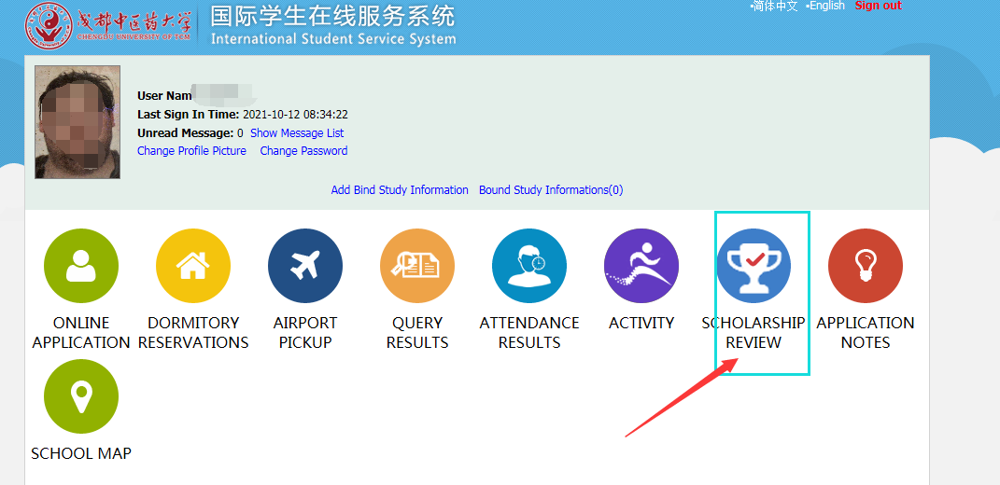 成都中医药大学
CHENGDU UNIVERSITY OF TCM
国际学生在线服务系统
International Student Service System
•简体中文 •English Sign out
User Nam
Last Sign In Time: 2021-10-12 08:34:22
Unread Message: 0 Show Message List
Change Profile Picture Change Password
Add Bind Study Information Bound Study Informations(0)
ONLINE APPLICATION
DORMITORY RESERVATIONS
AIRPORT PICKUP
QUERY RESULTS
ATTENDANCE RESULTS
ACTIVITY
SCHOLARSHIP REVIEW
APPLICATION NOTES
SCHOOL MAP